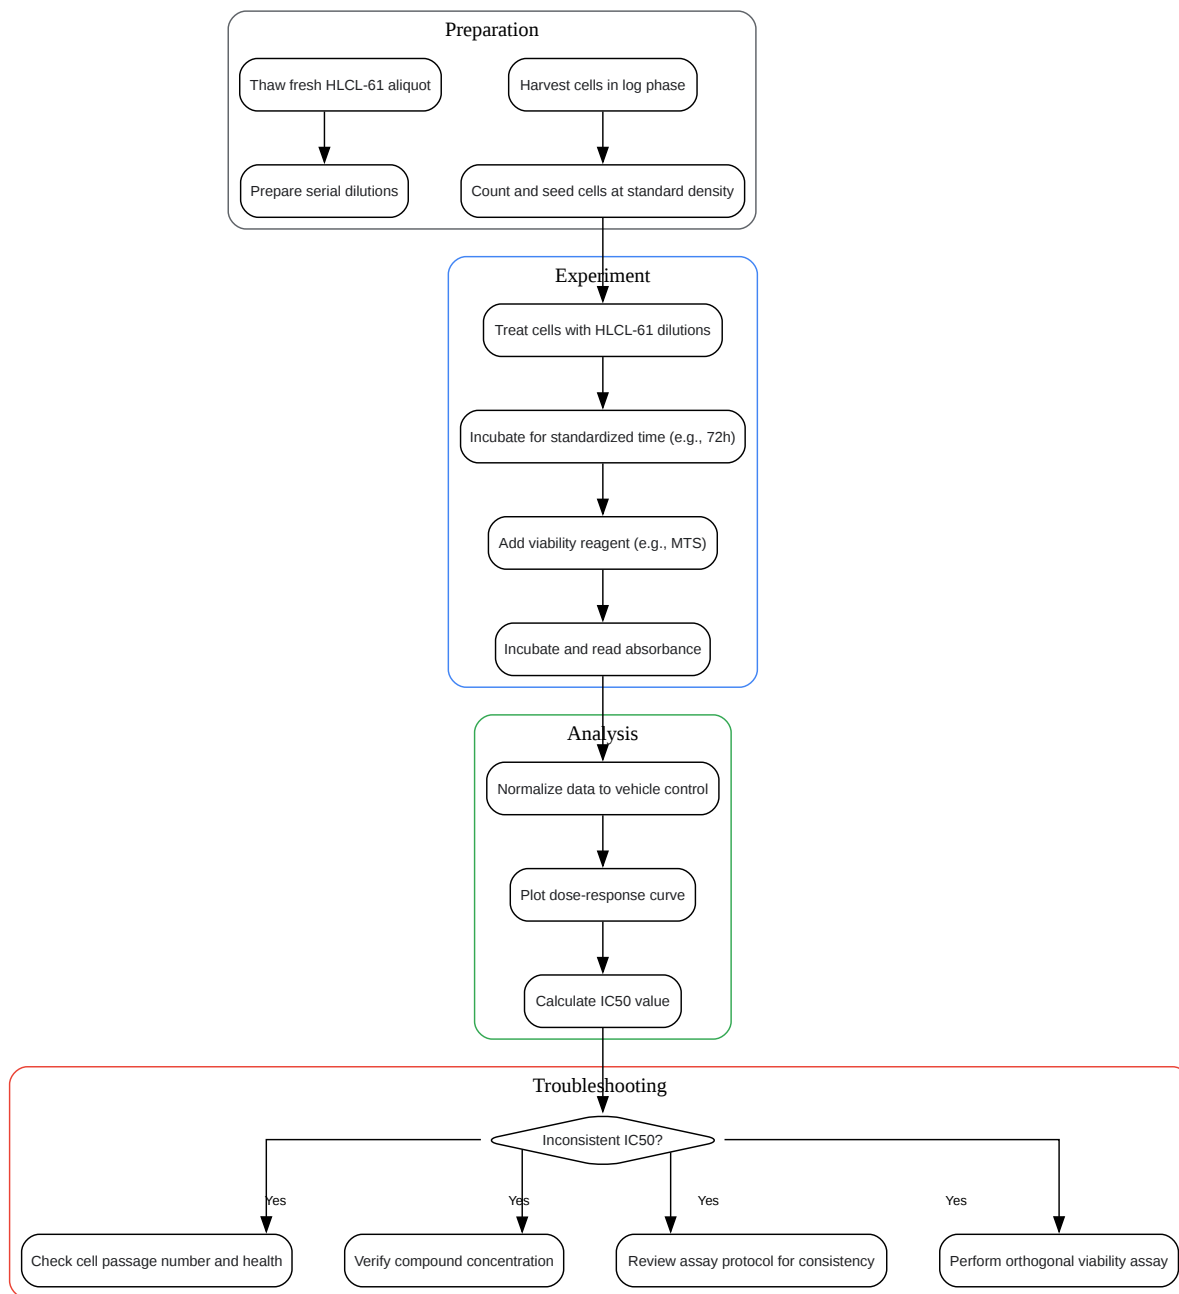 Preparation
Thaw fresh HLCL-61 aliquot
Harvest cells in log phase
Prepare serial dilutions
Count and seed cells at standard density
Experiment
Treat cells with HLCL-61 dilutions
Incubate for standardized time (e.g., 72h)
Add viability reagent (e.g., MTS)
Incubate and read absorbance
Analysis
Normalize data to vehicle control
Plot dose-response curve
Calculate IC50 value
Troubleshooting
Inconsistent IC50?
Yes
Yes
Yes
Yes
Check cell passage number and health
Verify compound concentration
Review assay protocol for consistency
Perform orthogonal viability assay